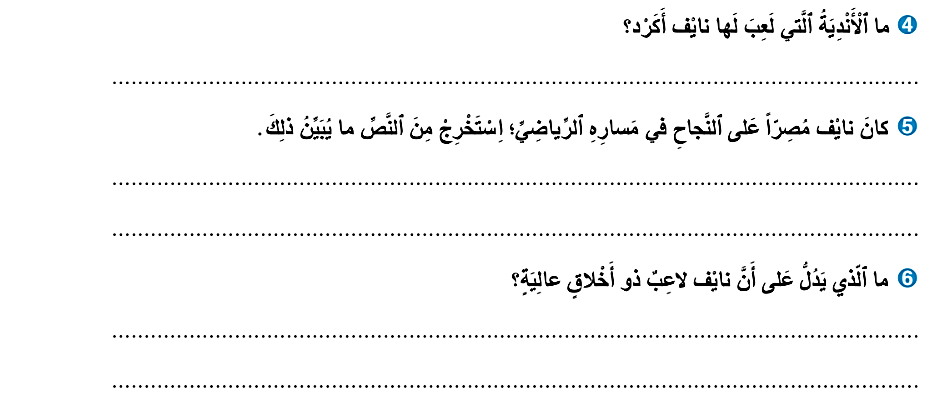 4 ما ٱلْأَنْدِيَةُ ٱلَّتي لَعِبَ لَها نايْف أَكَرْد؟
................................................................
5 كانَ نايْف مُصِرّاً عَلى ٱلنَّجاحِ في مَسارِهِ ٱلرِّياضِيِّ؛ اِسْتَخْرِجْ مِنَ ٱلنَّصِّ ما يُبَيِّنُ ذلِكَ.
................................................................
................................................................
6 ما ٱلّذي يَدُلُّ عَلى أَنَّ نايْف لاعِبٌ ذو أَخْلاقٍ عالِيَةٍ؟
................................................................
................................................................